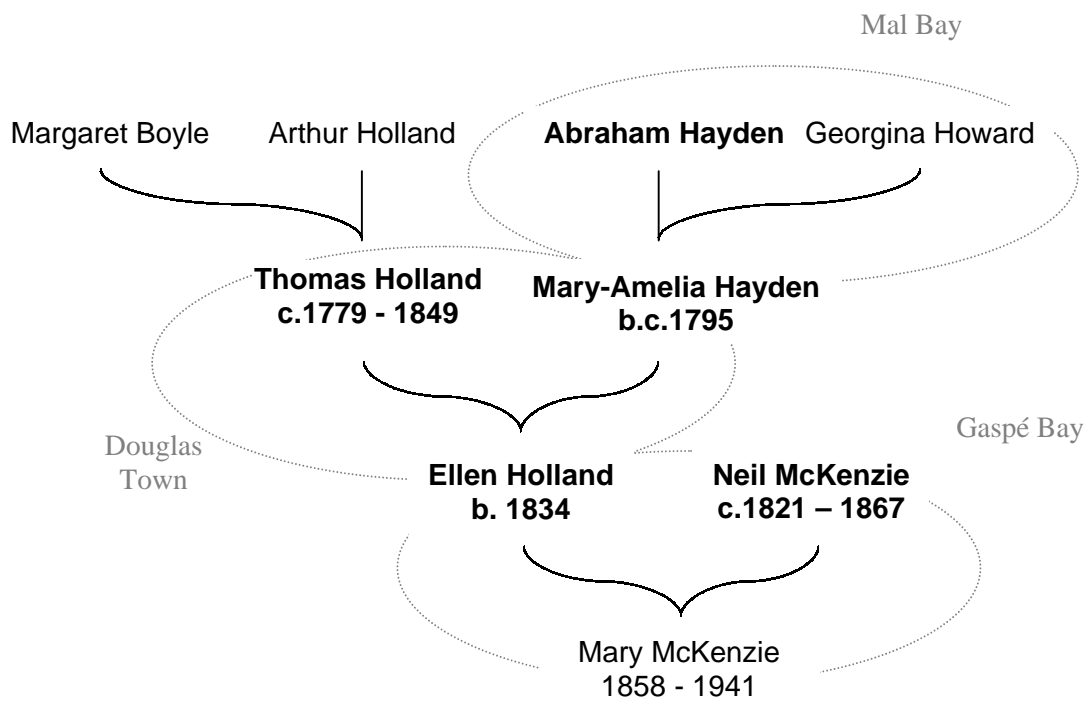 Mal Bay
Margaret Boyle
Arthur Holland
Abraham Hayden
Georgina Howard
Thomas Holland
c.1779 - 1849
Mary-Amelia Hayden
b.c.1795
Douglas
Town
Gaspé Bay
Ellen Holland
b. 1834
Neil McKenzie
c.1821 – 1867
Mary McKenzie
1858 - 1941